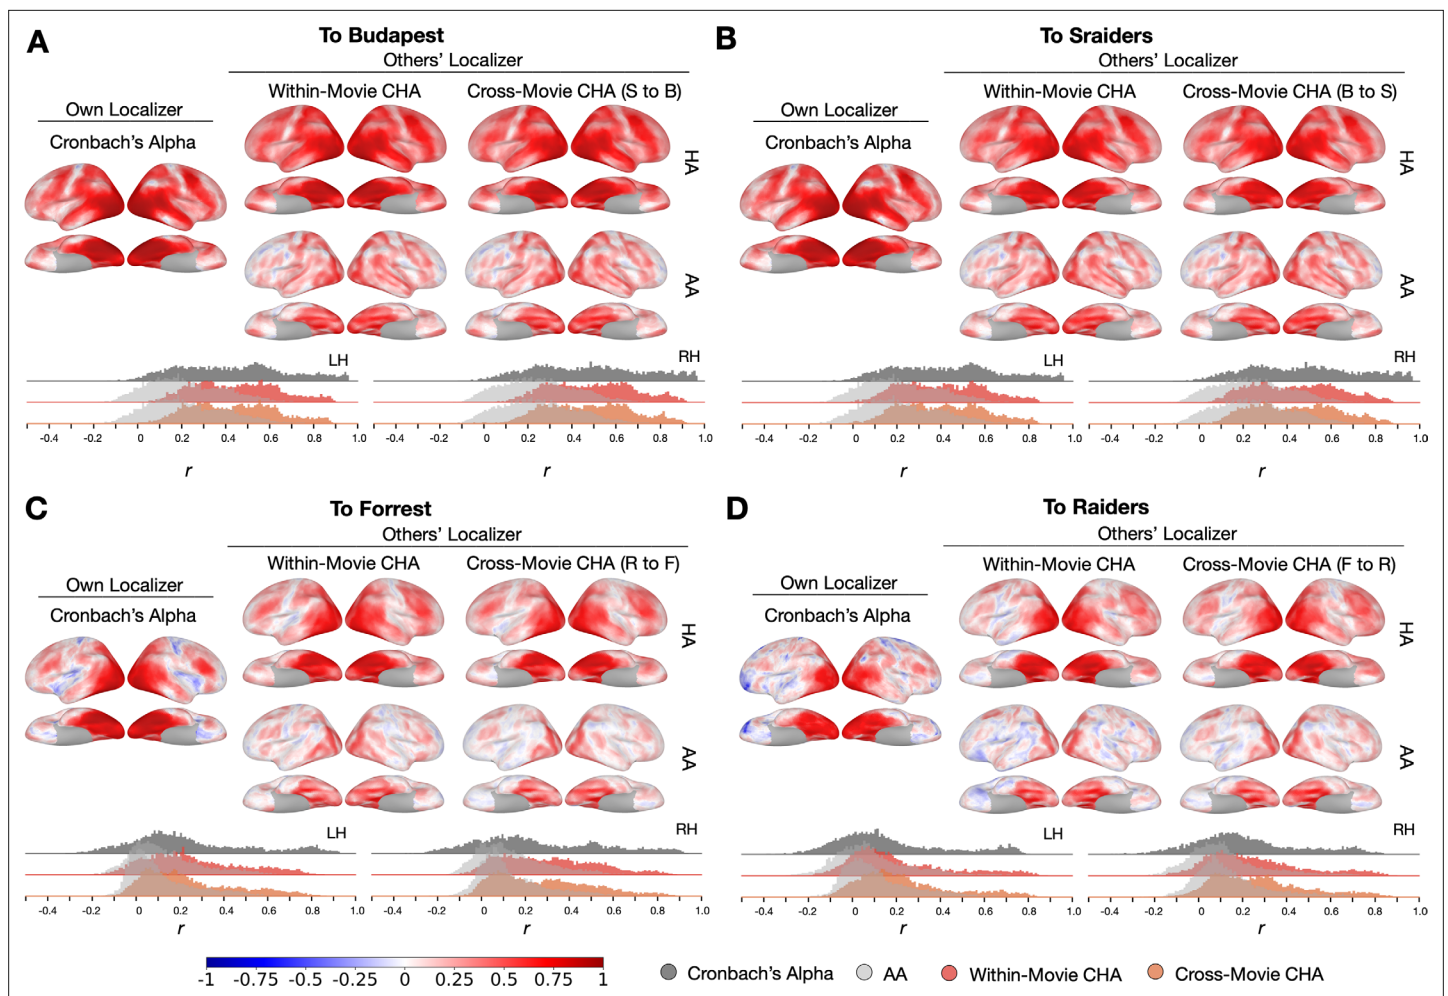 A
To Budapest
Others’ Localizer
Own Localizer
Within-Movie CHA
Cross-Movie CHA (S to B)
Cronbach’s Alpha
HA
AA
LH
RH
-0.4 -0.2 0 0.2 0.4 0.6 0.8 1.0
-0.4 -0.2 0 0.2 0.4 0.6 0.8 1.0
r
r
B
To Sraiders
Others’ Localizer
Own Localizer
Within-Movie CHA
Cross-Movie CHA (B to S)
Cronbach’s Alpha
HA
AA
LH
RH
-0.4 -0.2 0 0.2 0.4 0.6 0.8 1.0
-0.4 -0.2 0 0.2 0.4 0.6 0.8 1.0
r
r
C
To Forrest
Others’ Localizer
Own Localizer
Within-Movie CHA
Cross-Movie CHA (R to F)
Cronbach’s Alpha
HA
AA
LH
RH
-0.4 -0.2 0 0.2 0.4 0.6 0.8 1.0
-0.4 -0.2 0 0.2 0.4 0.6 0.8 1.0
r
r
D
To Raiders
Others’ Localizer
Own Localizer
Within-Movie CHA
Cross-Movie CHA (F to R)
Cronbach’s Alpha
HA
AA
LH
RH
-0.4 -0.2 0 0.2 0.4 0.6 0.8 1.0
-0.4 -0.2 0 0.2 0.4 0.6 0.8 1.0
r
r
-1 -0.75 -0.5 -0.25 0 0.25 0.5 0.75 1
Cronbach’s Alpha AA Within-Movie CHA Cross-Movie CHA